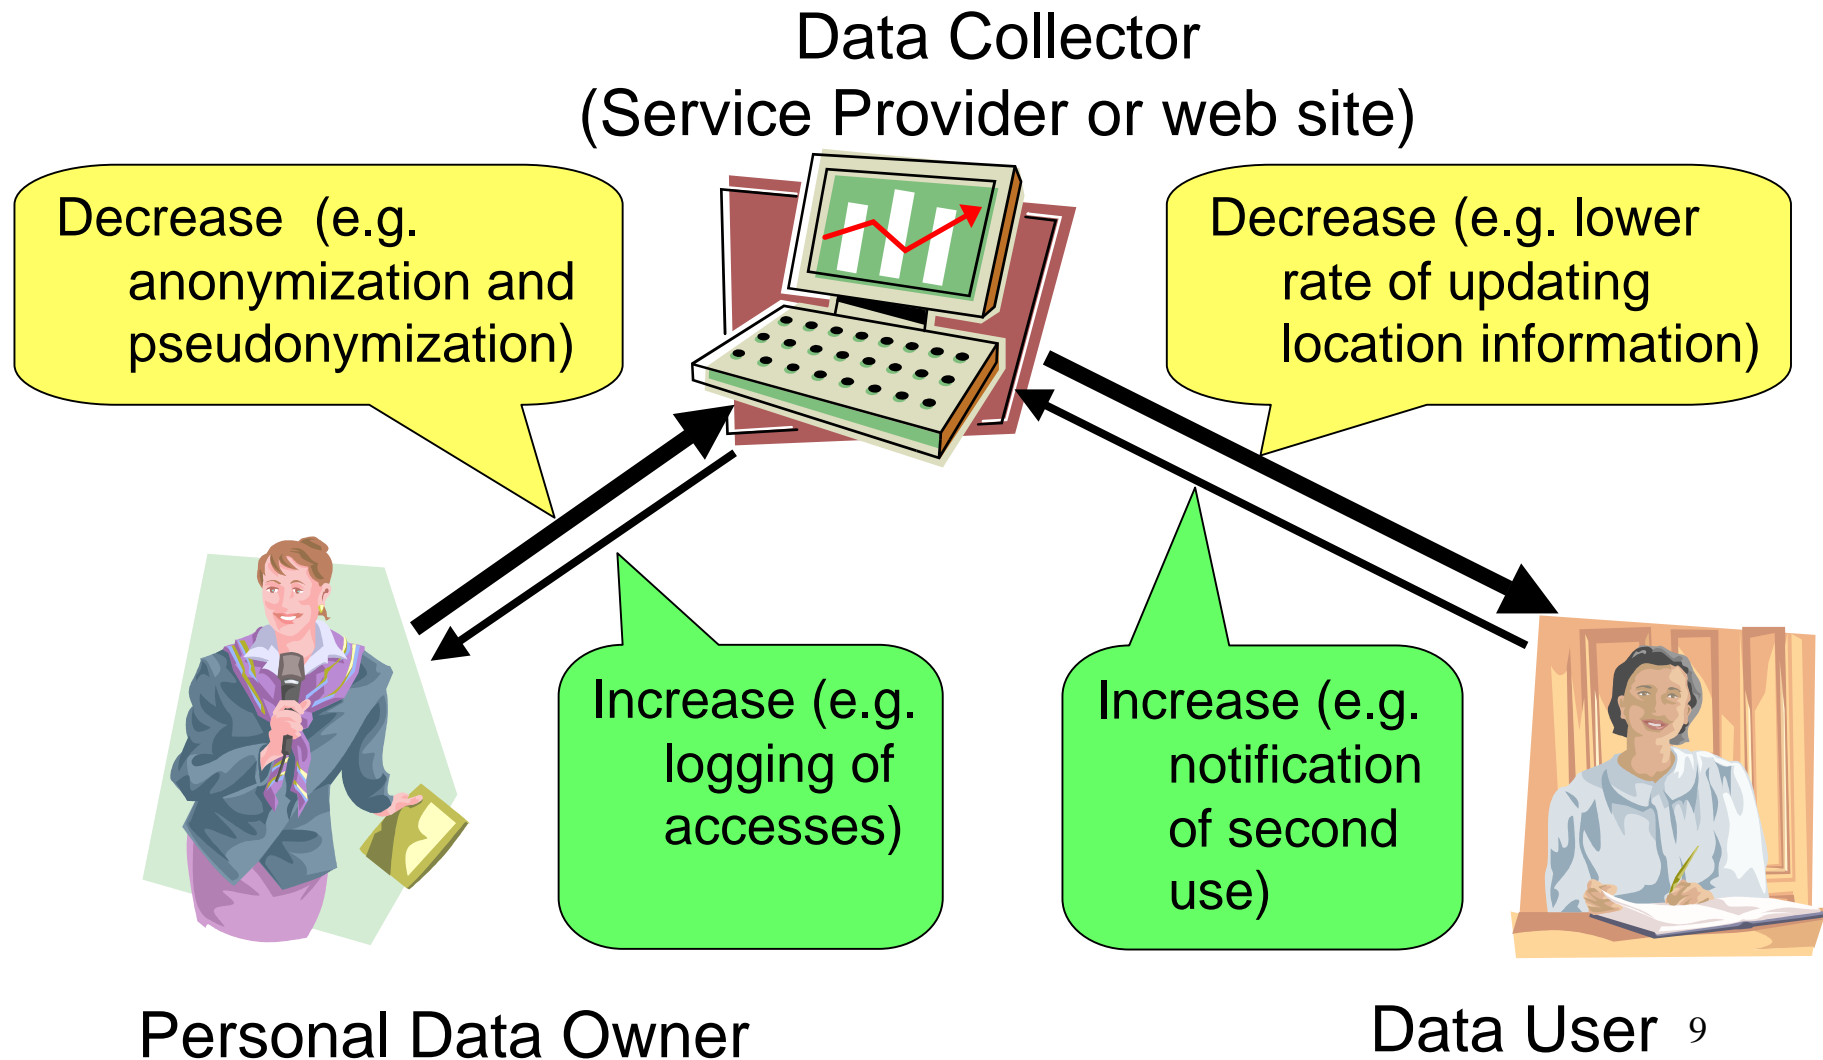 Data Collector
(Service Provider or web site)
Decrease (e.g.
anonymization and
pseudonymization)
Decrease (e.g. lower
rate of updating
location information)
Increase (e.g.
logging of
accesses)
Increase (e.g.
notification
of second
use)
Personal Data Owner
Data User 9